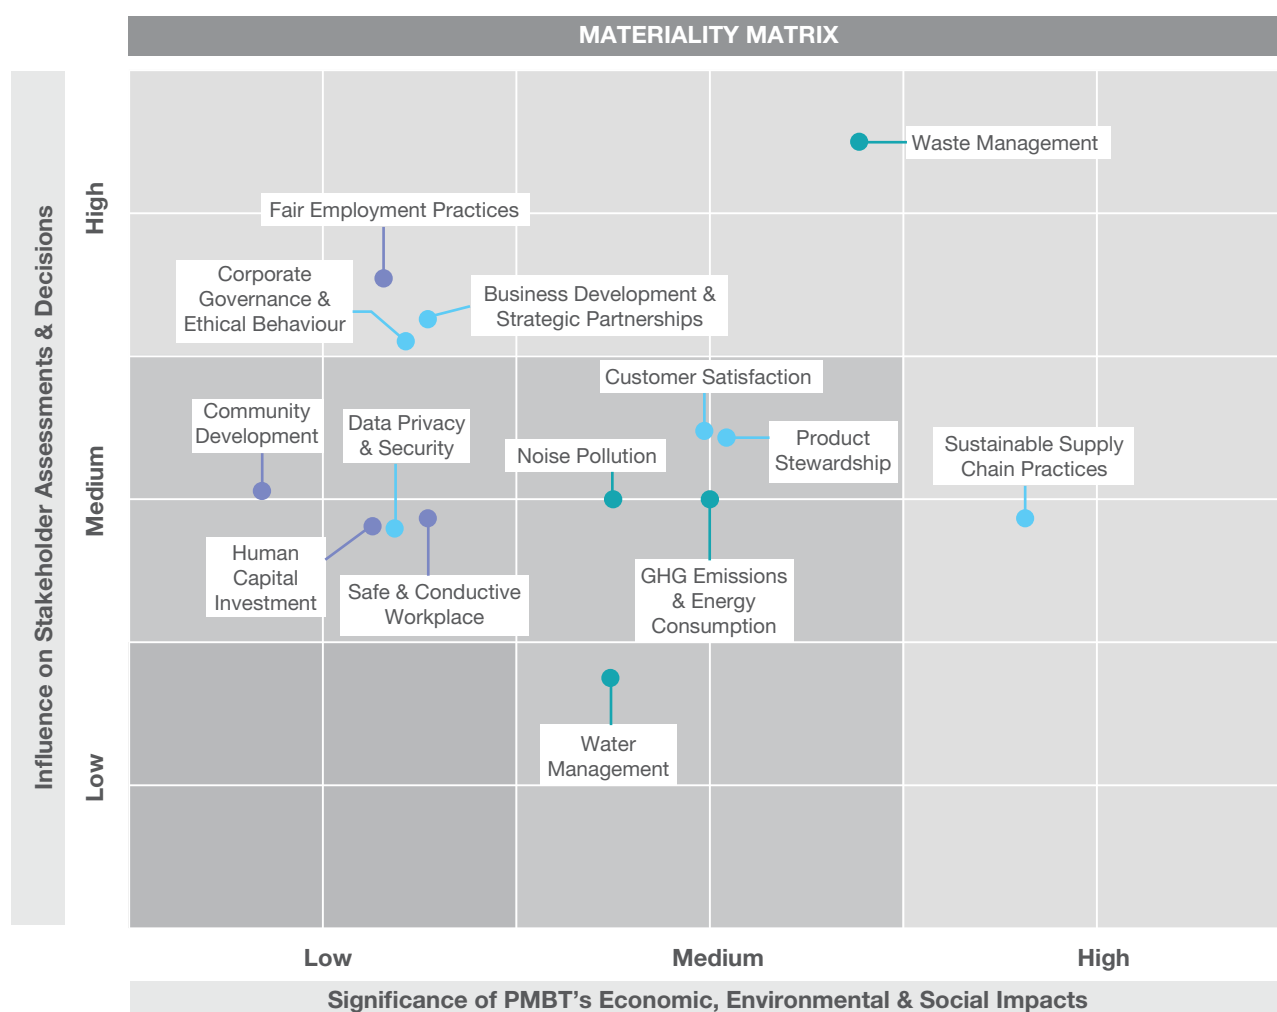 MATERIALITY MATRIX
Influence on Stakeholder Assessments & Decisions
High
Medium
Low
Waste Management
Fair Employment Practices
Corporate
Governance &
Ethical Behaviour
Business Development &
Strategic Partnerships
Customer Satisfaction
Community
Development
Data Privacy
& Security
Noise Pollution
Product
Stewardship
Sustainable Supply
Chain Practices
Human
Capital
Investment
Safe & Conductive
Workplace
GHG Emissions
& Energy
Consumption
Water
Management
Low
Medium
High
Significance of PMBT's Economic, Environmental & Social Impacts